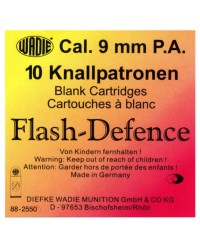 WADIE Cal. 9 mm P.A.
10 Knallpatronen
Blank Cartridges
Cartouches à blanc
Flash-Defence
Von Kindern fernhalten !
Warning: Keep out of reach of children !
Attention: Garder hors de portée des enfants !
Made in Germany
88-2550
DIEFKE WADIE MUNITION GMBH & CO KG
D - 97653 Bischofsheim/Rhön